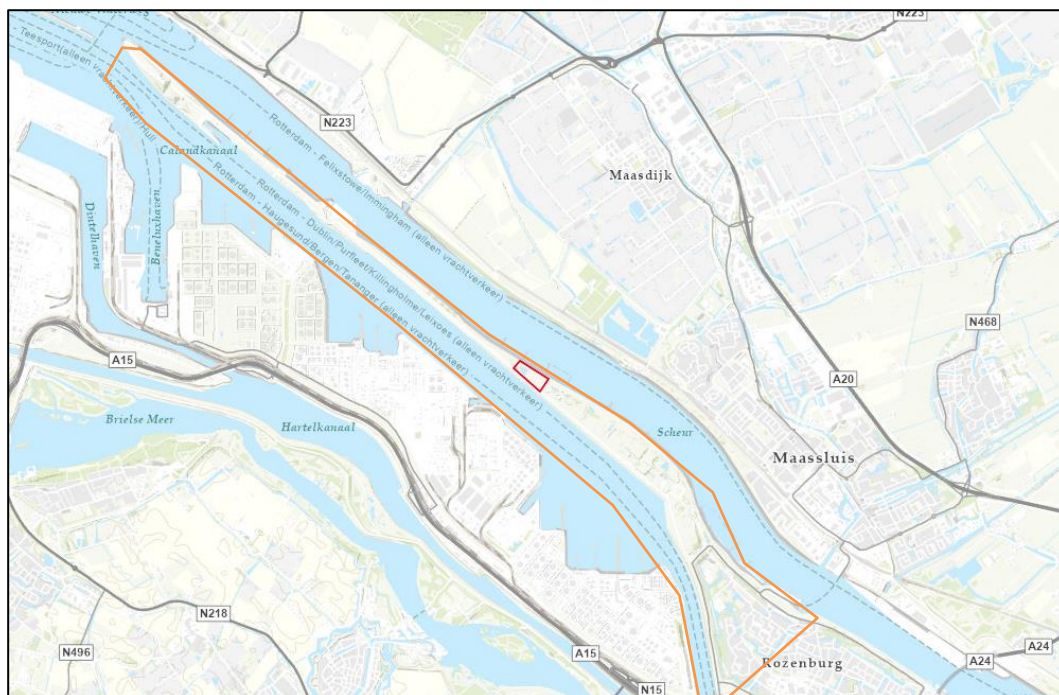 N223
Teesport(alleen vrachtverkeer)/Hull
N223
Rotterdam - Felixstowe/Immingham (alleen vrachtverkeer)
Calandkanaal
Rotterdam - Dublin/Purfleet/Killingholme/Leixoes (alleen vrachtverkeer)
Rotterdam - Haugesund/Bergen/Tananger (alleen vrachtverkeer)
Maasdijk
Dintelhaven
Beneluxhaven
N468
A15
A20
Brielse Meer
Hartelkanaal
Scheur
Maassluis
N218
N496
A15
N15
Rozenburg
A24
A24